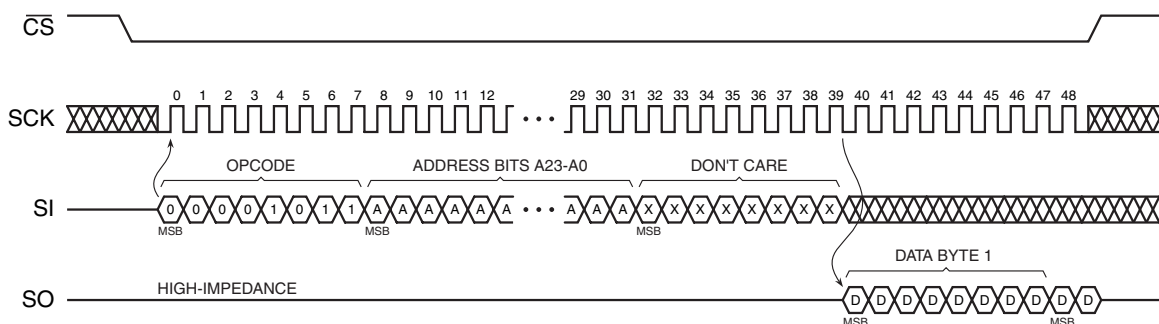 CS
0 1 2 3 4 5 6 7 8 9 10 11 12 29 30 31 32 33 34 35 36 37 38 39 40 41 42 43 44 45 46 47 48
SCK
OPCODE ADDRESS BITS A23-A0 DON'T CARE
SI 0 0 0 0 1 0 1 1 A A A A A A A A A X X X X X X X X
MSB MSB MSB
DATA BYTE 1
HIGH-IMPEDANCE
SO D D D D D D D D D D
MSB MSB